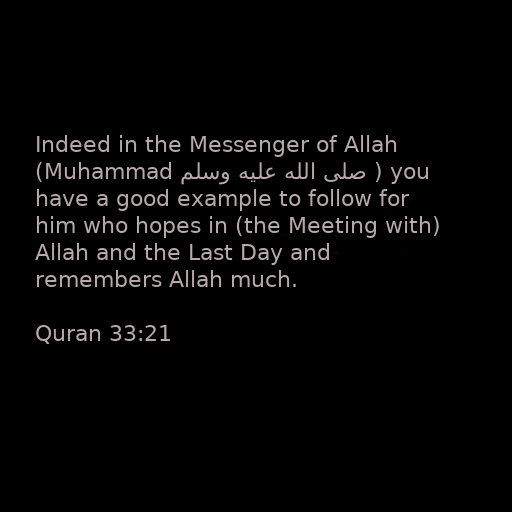 Indeed in the Messenger of Allah
(Muhammad صلى الله عليه وسلم ) you
have a good example to follow for
him who hopes in (the Meeting with)
Allah and the Last Day and
remembers Allah much.
Quran 33:21